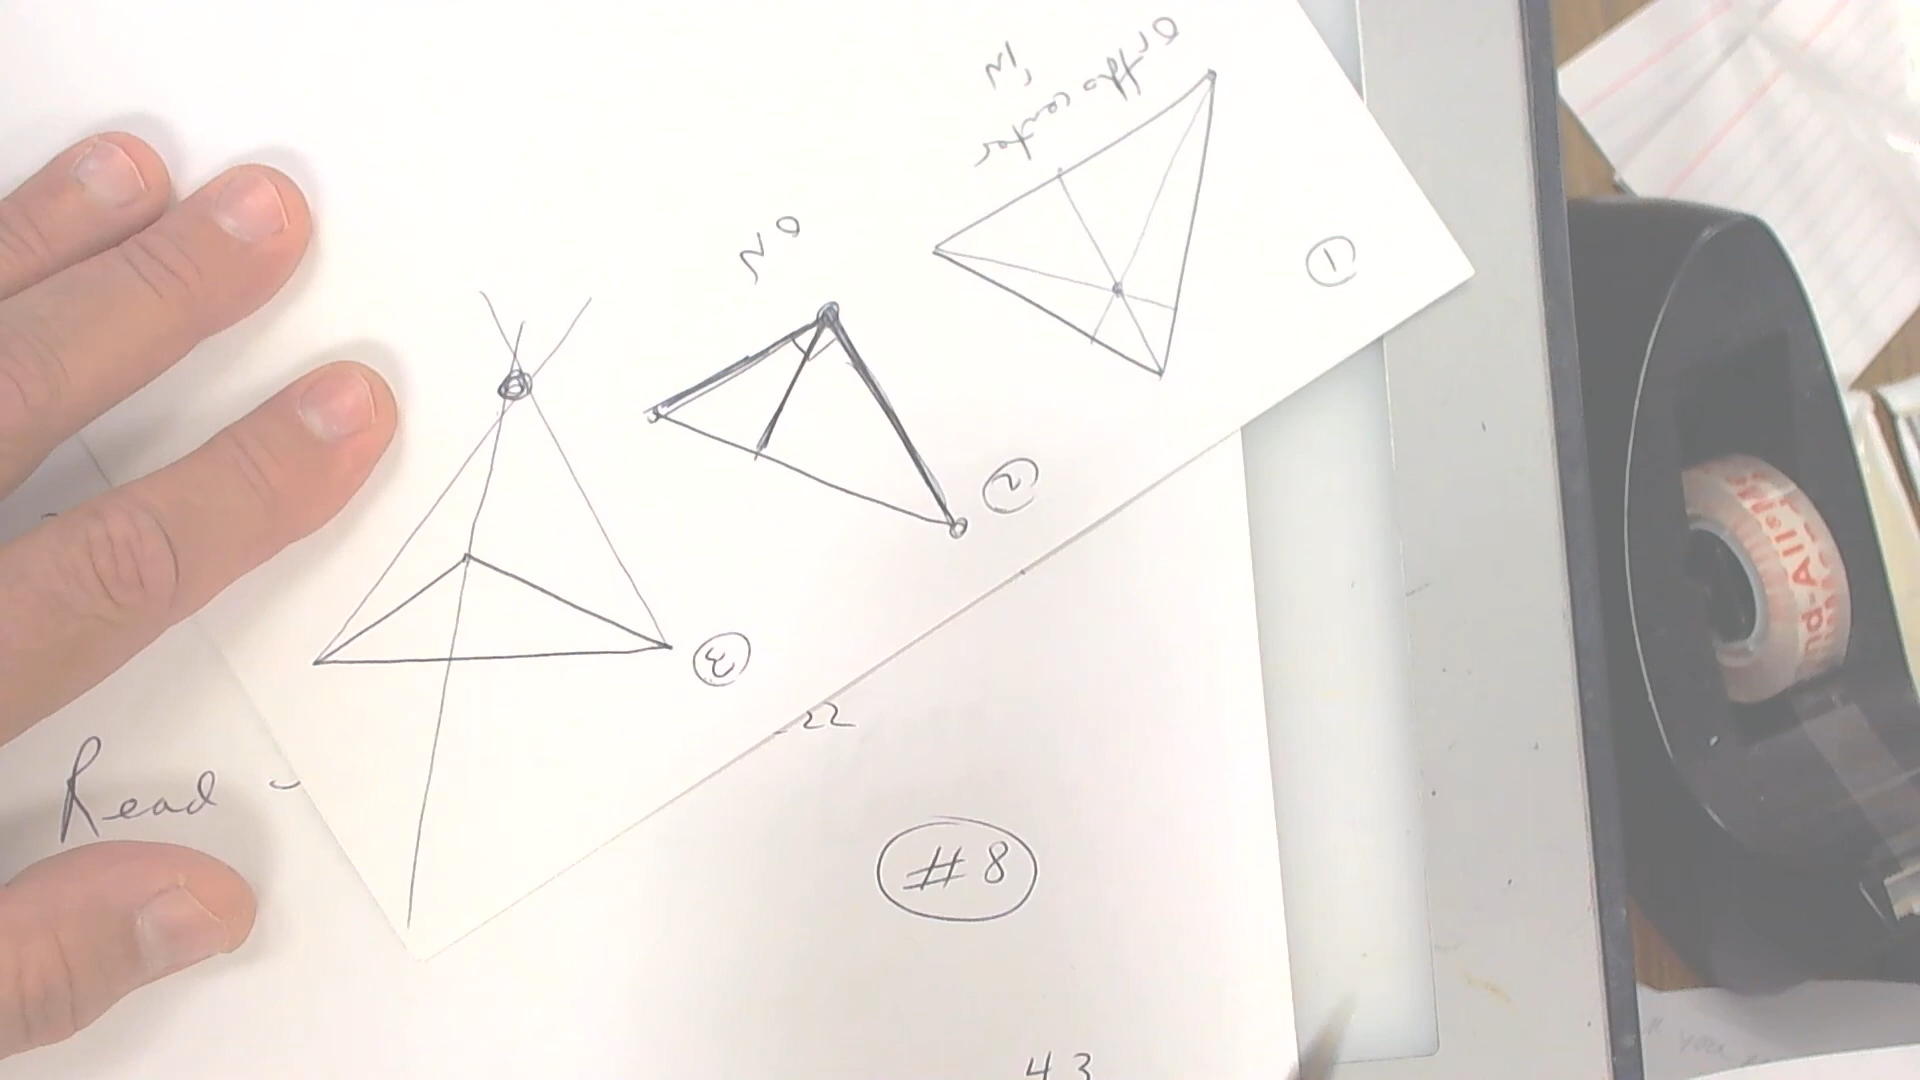 ①
Orthocenter
IN
②
ON
③
Read -
22
#8
43